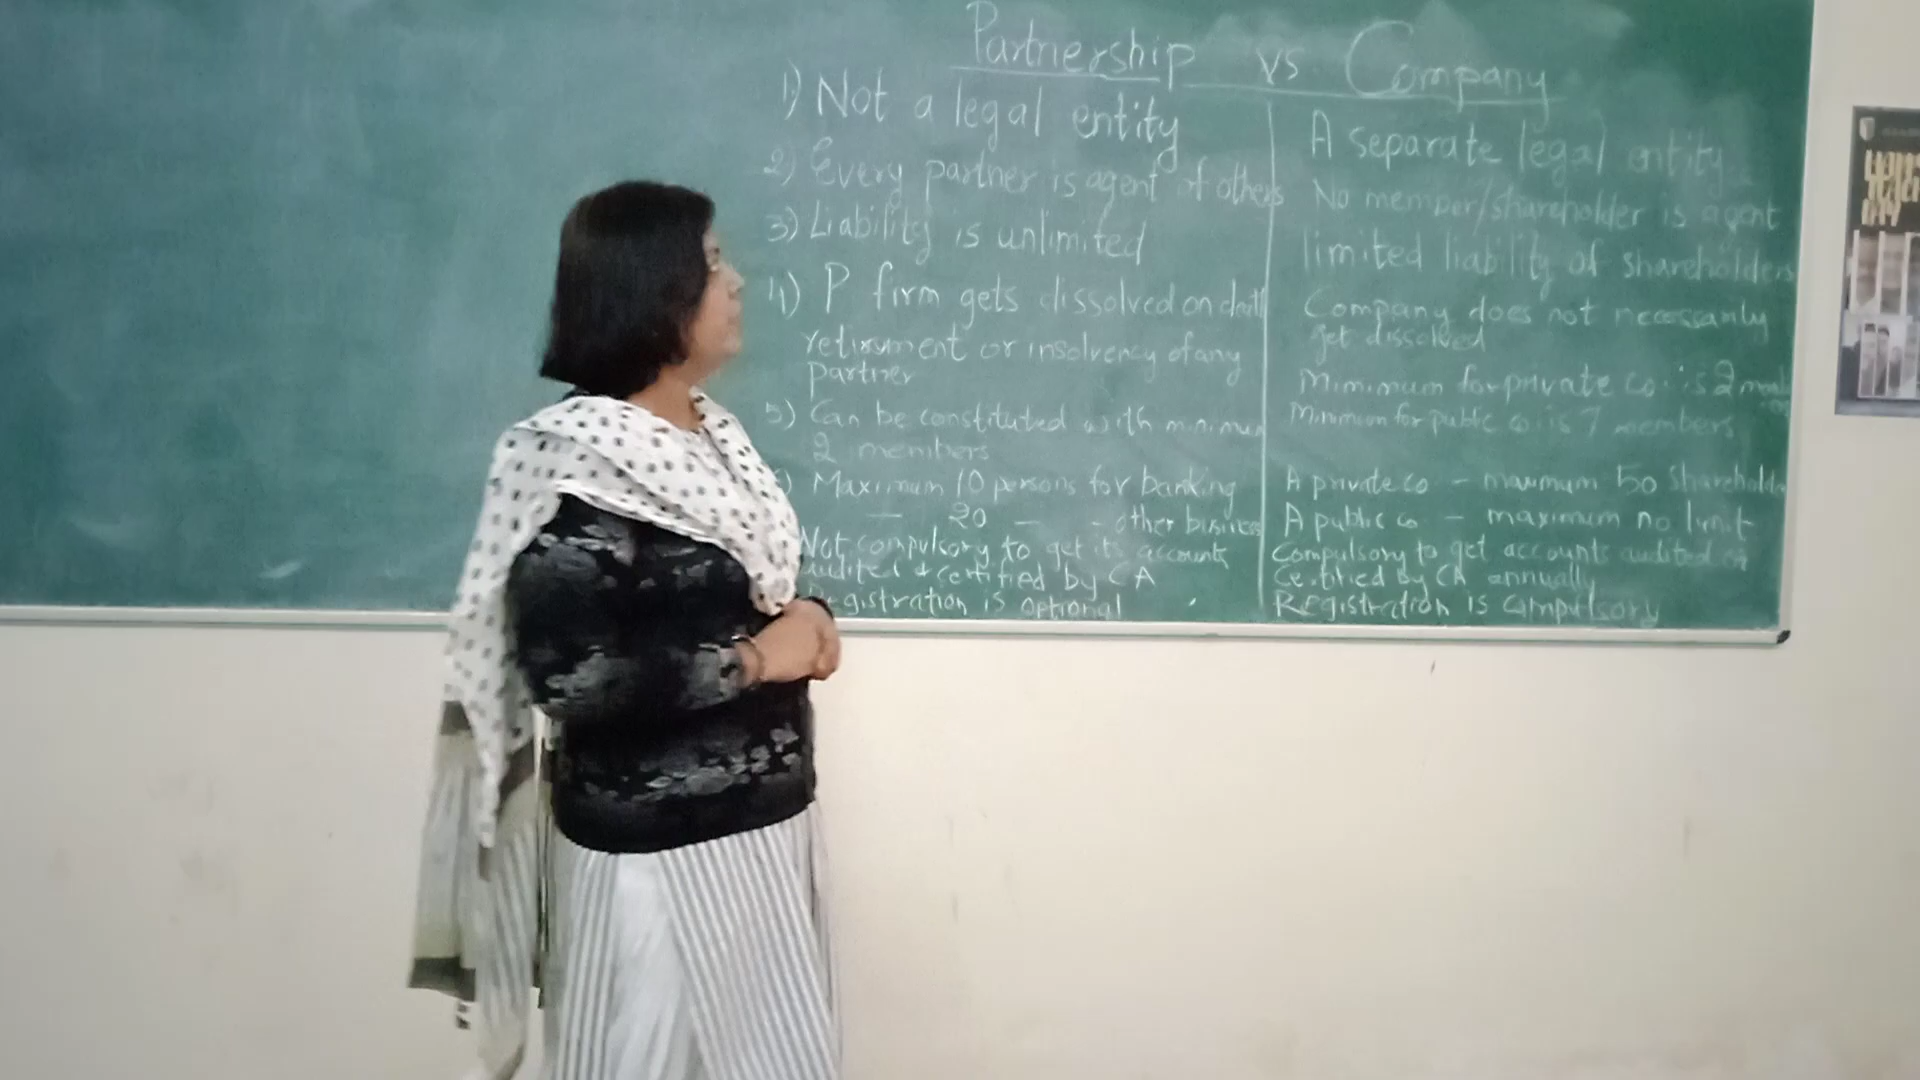 Partnership vs Company
1) Not a legal entity
2) Every partner is agent of others
3) Liability is unlimited
4) P firm gets dissolved on
retirement or insolvency of any
partner
5) Can be constituted with
2 members
) Maximum 10 persons for banking
— 20 — - other business
Not compulsory to get its accounts
audited & certified by CA
Registration is optional
A separate legal entity
No member/shareholder is agent
limited liability of shareholders
Company does not necessarily
get dissolved
Minimum for private co. is 2
Minimum for public co. is 7 members
A private co - maximum 50
A public co - maximum no limit
Compulsory to get accounts audited
Certified by CA annually
Registration is compulsory